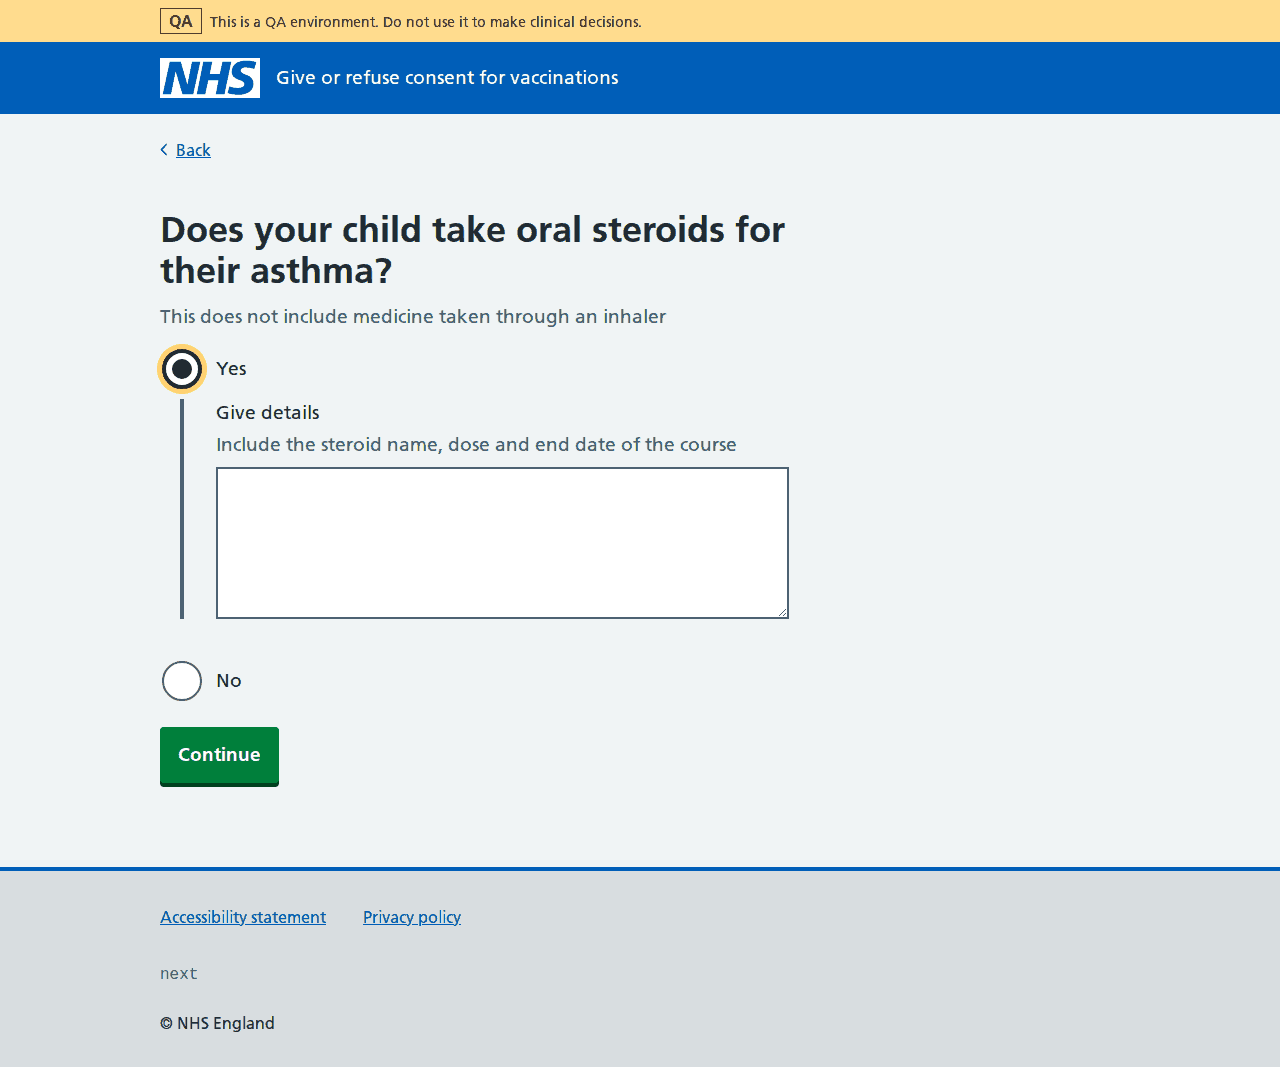 QA This is a QA environment. Do not use it to make clinical decisions.
NHS Give or refuse consent for vaccinations
Back
Does your child take oral steroids for
their asthma?
This does not include medicine taken through an inhaler
Yes
Give details
Include the steroid name, dose and end date of the course
No
Continue
Accessibility statement Privacy policy
next
© NHS England